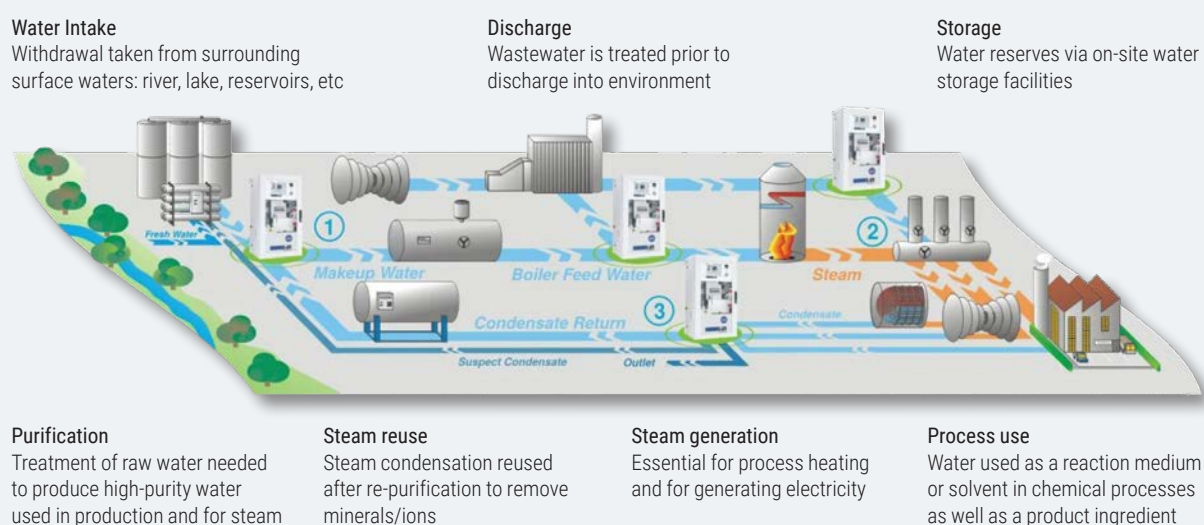 Water Intake
Withdrawal taken from surrounding
surface waters: river, lake, reservoirs, etc
Discharge
Wastewater is treated prior to
discharge into environment
Storage
Water reserves via on-site water
storage facilities
Fresh Water
1
Makeup Water
Boiler Feed Water
2
Steam
3
Condensate Return
Condensate
Suspect Condensate
Outlet
Purification
Treatment of raw water needed
to produce high-purity water
used in production and for steam
Steam reuse
Steam condensation reused
after re-purification to remove
minerals/ions
Steam generation
Essential for process heating
and for generating electricity
Process use
Water used as a reaction medium
or solvent in chemical processes
as well as a product ingredient